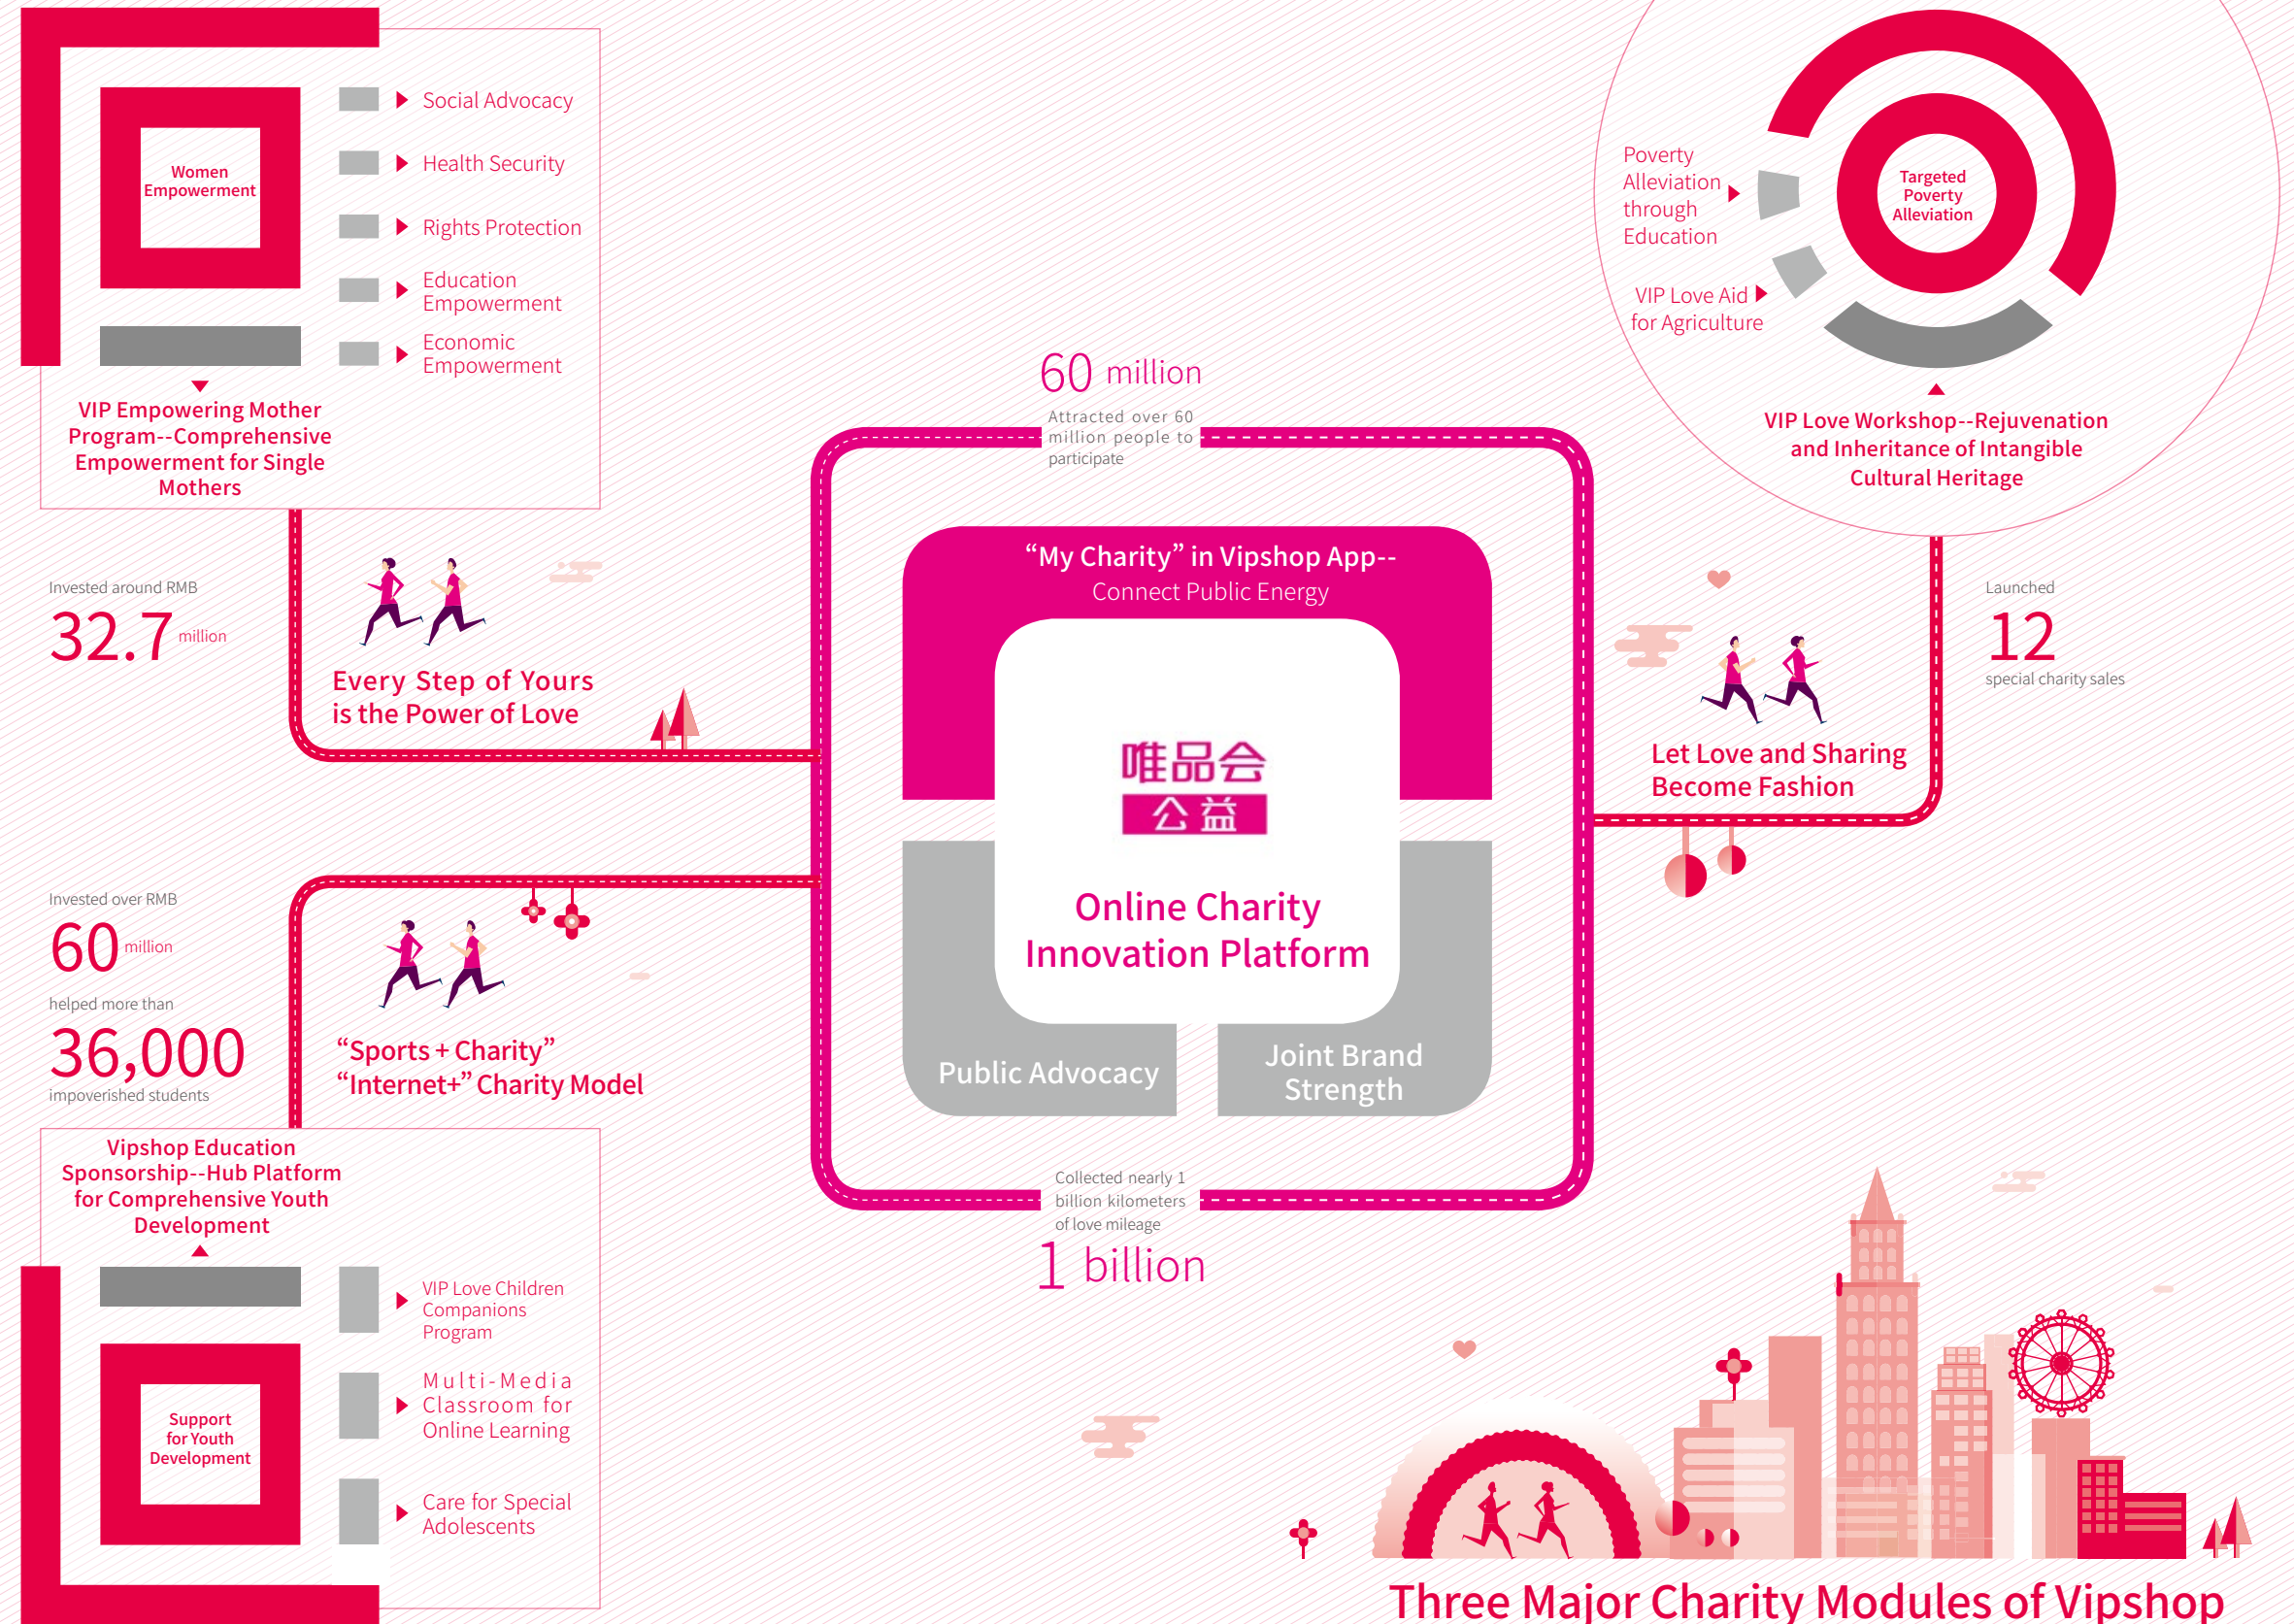 Women
Empowerment
Social Advocacy
Health Security
Rights Protection
Education
Empowerment
Economic
Empowerment
VIP Empowering Mother
Program--Comprehensive
Empowerment for Single
Mothers
Invested around RMB
32.7 million
Every Step of Yours
is the Power of Love
Invested over RMB
60 million
helped more than
36,000
impoverished students
“Sports + Charity”
“Internet+” Charity Model
Vipshop Education
Sponsorship--Hub Platform
for Comprehensive Youth
Development
VIP Love Children
Companions
Program
Multi-Media
Classroom for
Online Learning
Care for Special
Adolescents
Support
for Youth
Development
60 million
Attracted over 60
million people to
participate
“My Charity” in Vipshop App--
Connect Public Energy
唯品会
公益
Online Charity
Innovation Platform
Public Advocacy
Joint Brand
Strength
Collected nearly 1
billion kilometers
of love mileage
1 billion
Targeted
Poverty
Alleviation
Poverty
Alleviation
through
Education
VIP Love Aid
for Agriculture
VIP Love Workshop--Rejuvenation
and Inheritance of Intangible
Cultural Heritage
Launched
12
special charity sales
Let Love and Sharing
Become Fashion
Three Major Charity Modules of Vipshop